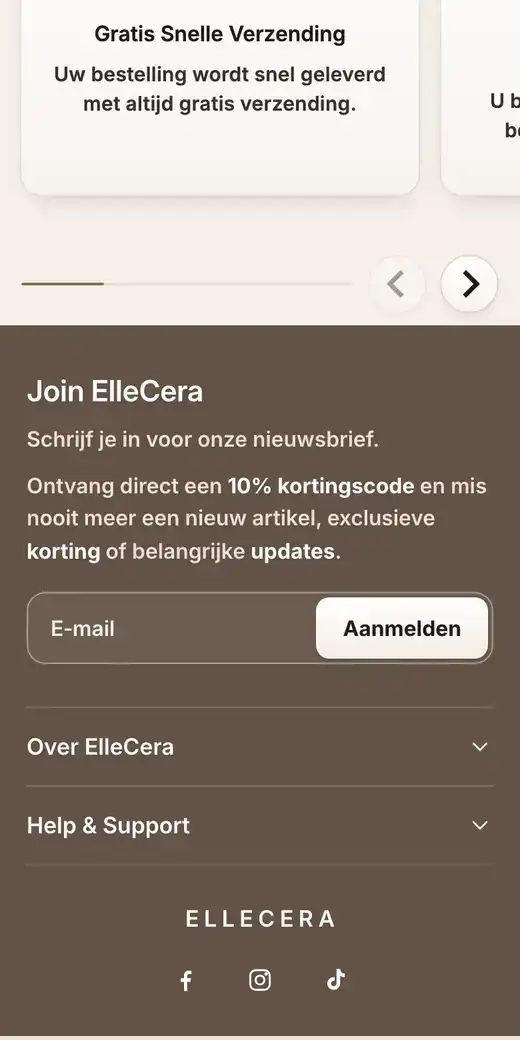 Gratis Snelle Verzending
Uw bestelling wordt snel geleverd
met altijd gratis verzending.
U b
be
Join ElleCera
Schrijf je in voor onze nieuwsbrief.
Ontvang direct een 10% kortingscode en mis
nooit meer een nieuw artikel, exclusieve
korting of belangrijke updates.
E-mail
Aanmelden
Over ElleCera
Help & Support
ELLECERA